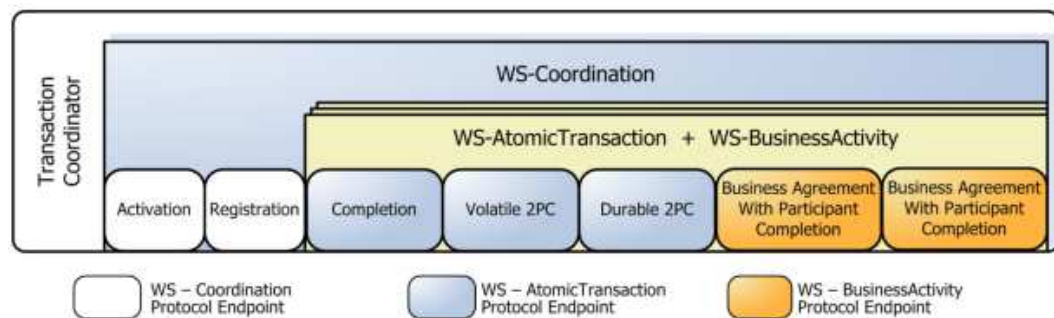 Transaction
Coordinator
WS-Coordination
WS-AtomicTransaction + WS-BusinessActivity
Activation
Registration
Completion
Volatile 2PC
Durable 2PC
Business Agreement
With Participant
Completion
Business Agreement
With Participant
Completion
WS – Coordination
Protocol Endpoint
WS – AtomicTransaction
Protocol Endpoint
WS – BusinessActivity
Protocol Endpoint